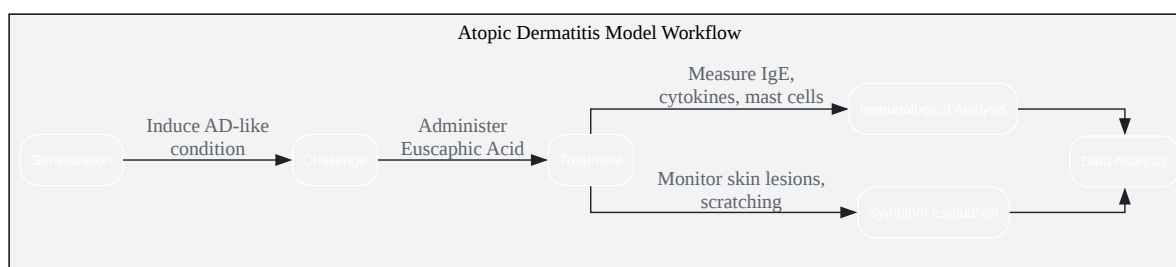 Atopic Dermatitis Model Workflow
Sensitization
Induce AD-like
condition
Challenge
Administer
Euscaphic Acid
Treatment
Measure IgE,
cytokines, mast cells
Immunological Analysis
Monitor skin lesions,
scratching
Symptom Evaluation
Data Analysis